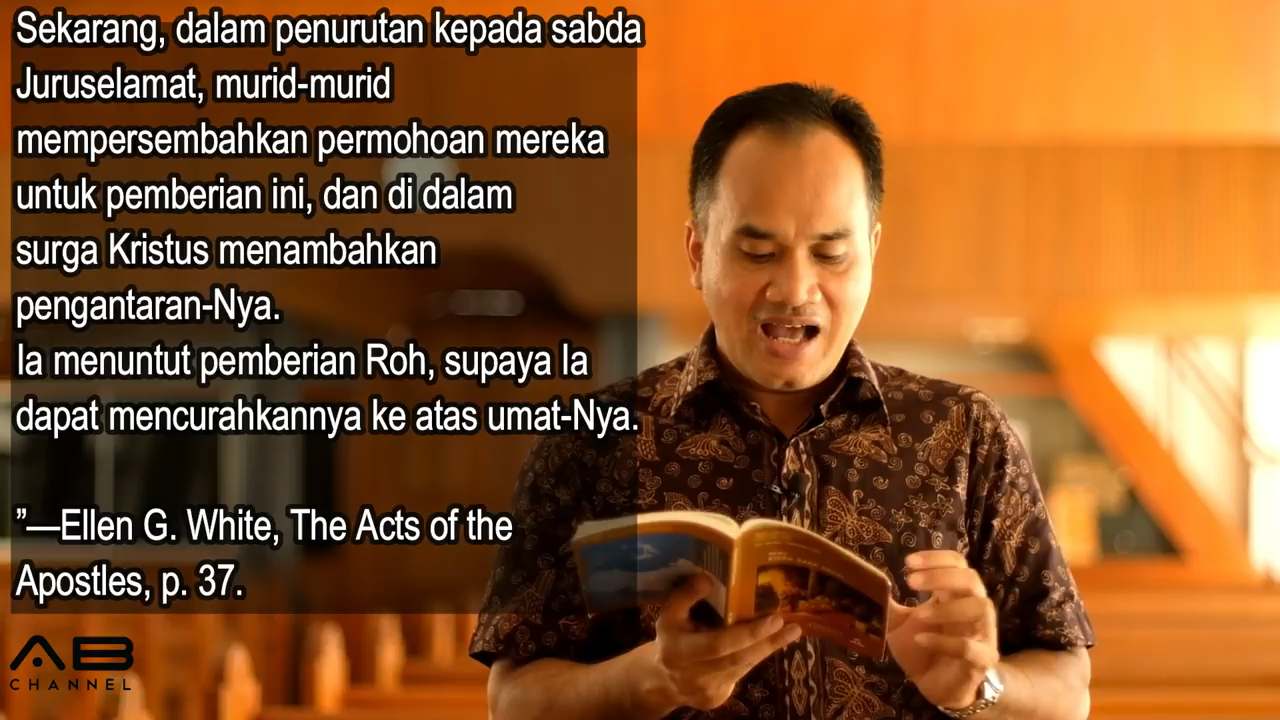 Sekarang, dalam penurutan kepada sabda
Juruselamat, murid-murid
mempersembahkan permohoan mereka
untuk pemberian ini, dan di dalam
surga Kristus menambahkan
pengantaran-Nya.
Ia menuntut pemberian Roh, supaya Ia
dapat mencurahkannya ke atas umat-Nya.
”—Ellen G. White, The Acts of the
Apostles, p. 37.
AB
CHANNEL